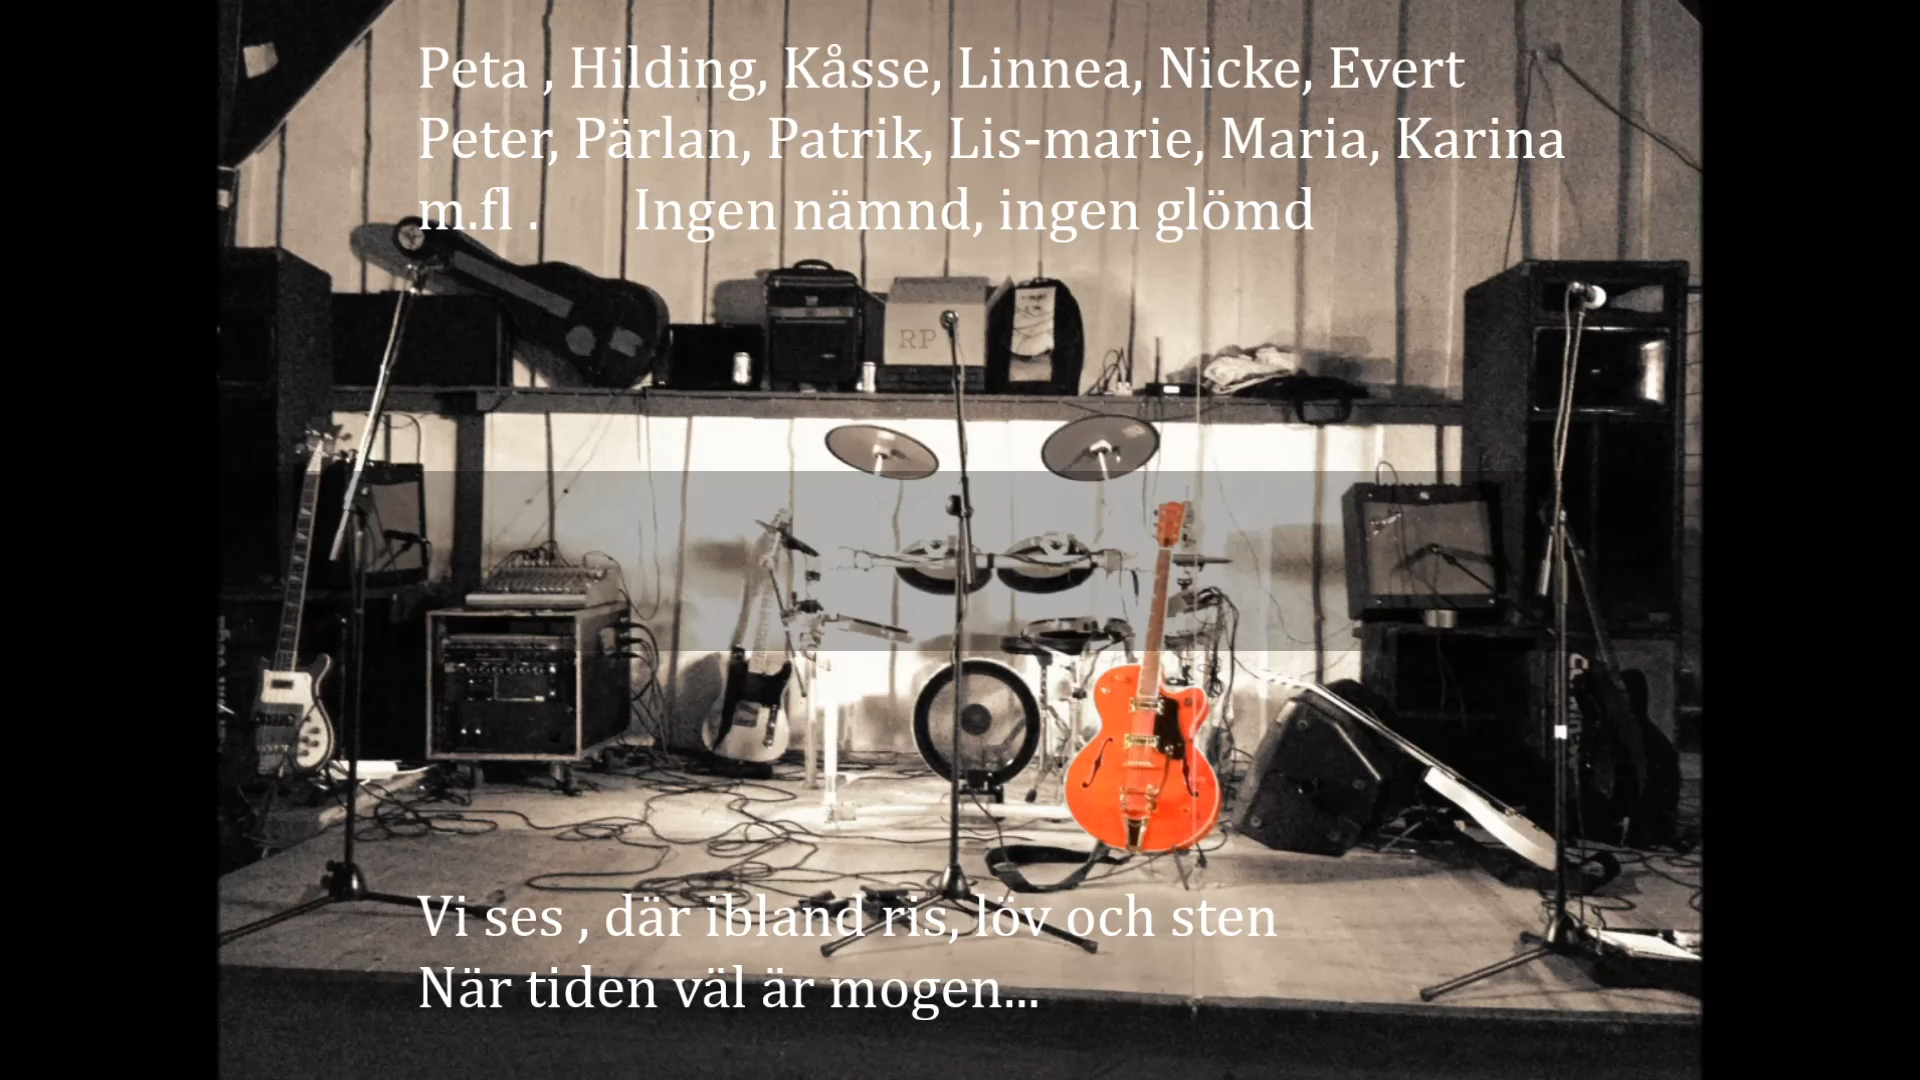 Peta , Hilding, Kåsse, Linnea, Nicke, Evert
Peter, Pärlan, Patrik, Lis-marie, Maria, Karina
m.fl . Ingen nämnd, ingen glömd
RP
Vi ses , där ibland ris, löv och sten
När tiden väl är mogen...